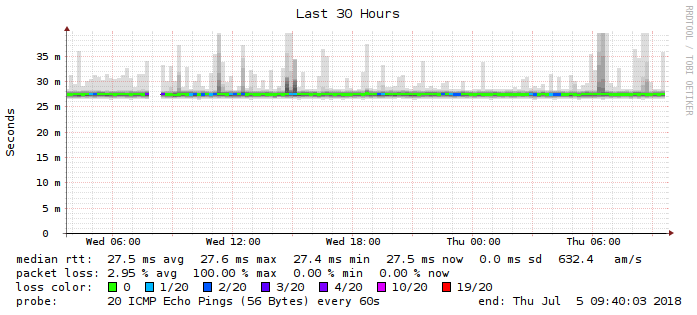 Last 30 Hours
RRDTOOL / TOBI OETIKER
Seconds
35 m
30 m
25 m
20 m
15 m
10 m
5 m
0
Wed 06:00 Wed 12:00 Wed 18:00 Thu 00:00 Thu 06:00
median rtt: 27.5 ms avg 27.6 ms max 27.4 ms min 27.5 ms now 0.0 ms sd 632.4 am/s
packet loss: 2.95 % avg 100.00 % max 0.00 % min 0.00 % now
loss color: 0 1/20 2/20 3/20 4/20 10/20 19/20
probe: 20 ICMP Echo Pings (56 Bytes) every 60s end: Thu Jul 5 09:40:03 2018